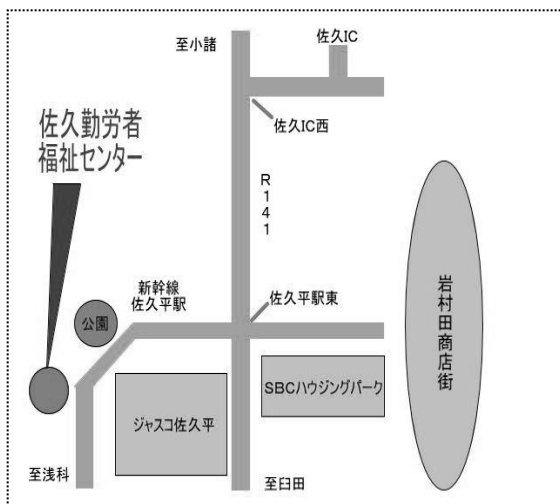 至小諸
佐久IC
佐久勤労者
福祉センター
佐久IC西
R141
新幹線
佐久平駅
佐久平駅東
公園
岩村田商店街
SBCハウジングパーク
ジャスコ佐久平
至浅科
至臼田